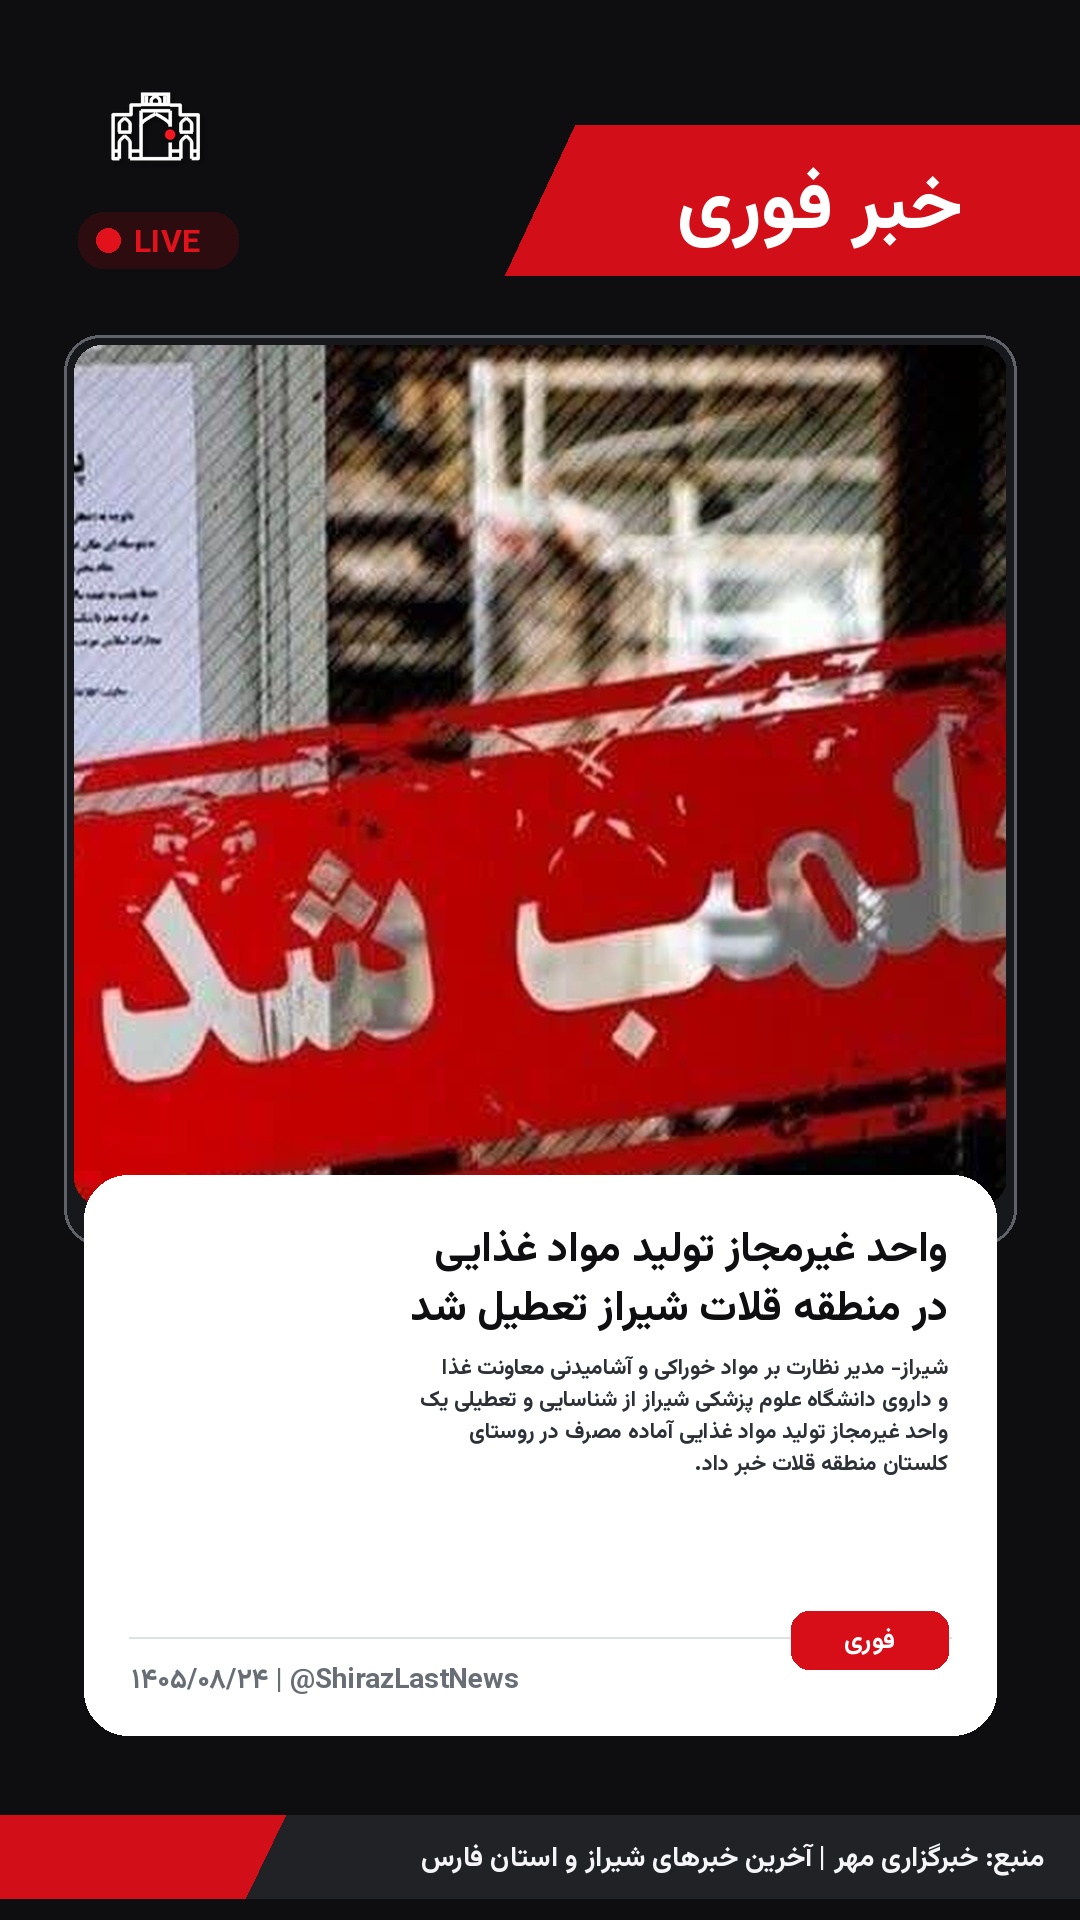 خبر فوری
LIVE
پلمب شد
واحد غیرمجاز تولید مواد غذایی
در منطقه قلات شیراز تعطیل شد
شیراز- مدیر نظارت بر مواد خوراکی و آشامیدنی معاونت غذا
و داروی دانشگاه علوم پزشکی شیراز از شناسایی و تعطیلی یک
واحد غیرمجاز تولید مواد غذایی آماده مصرف در روستای
کلستان منطقه قلات خبر داد.
فوری
۱۴۰۵/۰۸/۲۴ | @ShirazLastNews
منبع: خبرگزاری مهر | آخرین خبرهای شیراز و استان فارس